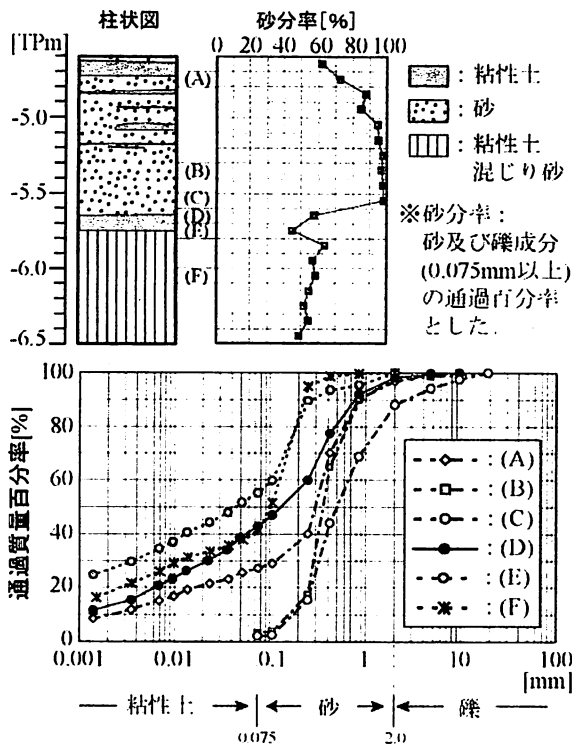 柱状図
砂分率[%]
[TPm]
0 20 40 60 80 100
(A)
-5.0
(B)
(C)
(D)
(E)
-6.0
(F)
-6.5
：粘性土
：砂
：粘性土
混じり砂
※砂分率：
砂及び礫成分
(0.075mm以上)
の通過百分率
とした.
通過質量百分率[%]
100
80
60
40
20
0
0.001 0.01 0.1 1 10 100
[mm]
：(A)
：(B)
：(C)
：(D)
：(E)
：(F)
粘性土 砂 礫
0.075 2.0